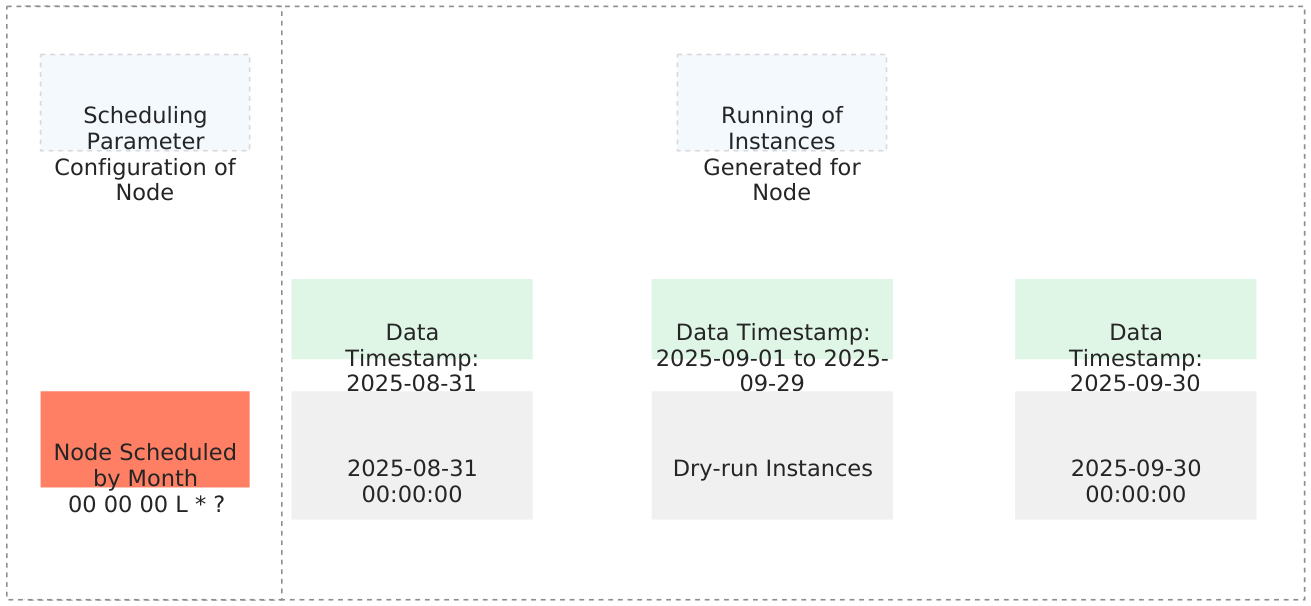 Scheduling
Parameter
Configuration of
Node
Running of
Instances
Generated for
Node
Data
Timestamp:
2025-08-31
Data Timestamp:
2025-09-01 to 2025-
09-29
Data
Timestamp:
2025-09-30
Node Scheduled
by Month
00 00 00 L * ?
2025-08-31
00:00:00
Dry-run Instances
2025-09-30
00:00:00